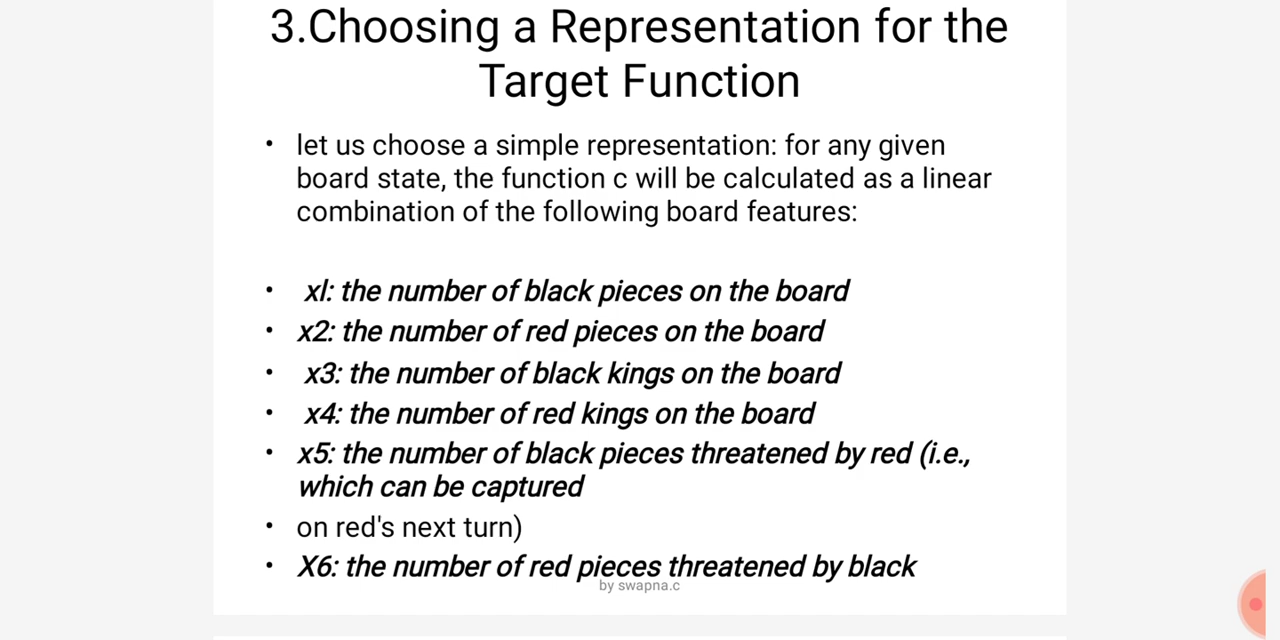 3.Choosing a Representation for the
Target Function
• let us choose a simple representation: for any given
board state, the function c will be calculated as a linear
combination of the following board features:
• xl: the number of black pieces on the board
• x2: the number of red pieces on the board
• x3: the number of black kings on the board
• x4: the number of red kings on the board
• x5: the number of black pieces threatened by red (i.e.,
which can be captured
• on red's next turn)
• X6: the number of red pieces threatened by black
by swapna.c